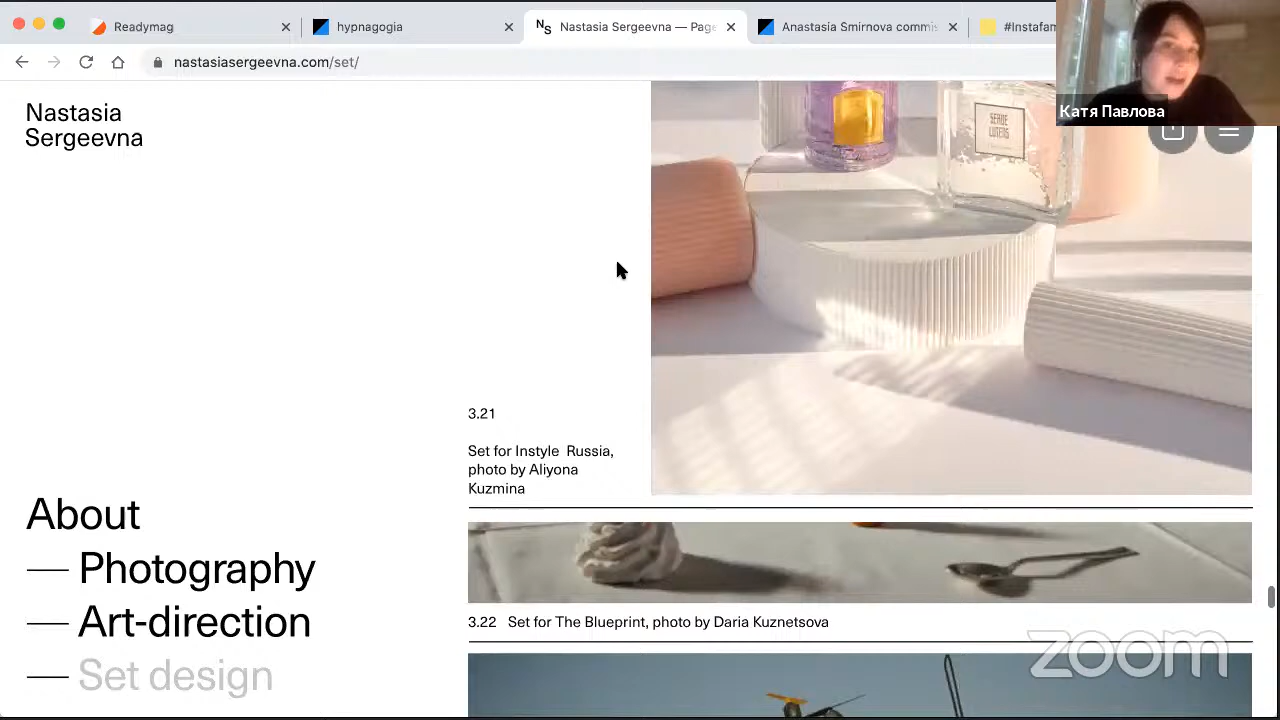 Readymag
hypnagogia
NS
Nastasia Sergeevna — Page
Anastasia Smirnova commis
#Instafam
nastasiasergeevna.com/set/
Катя Павлова
Nastasia
Sergeevna
SERGE
LUTENS
3.21
Set for Instyle Russia,
photo by Aliyona
Kuzmina
About
— Photography
— Art-direction
— Set design
3.22 Set for The Blueprint, photo by Daria Kuznetsova
zoom